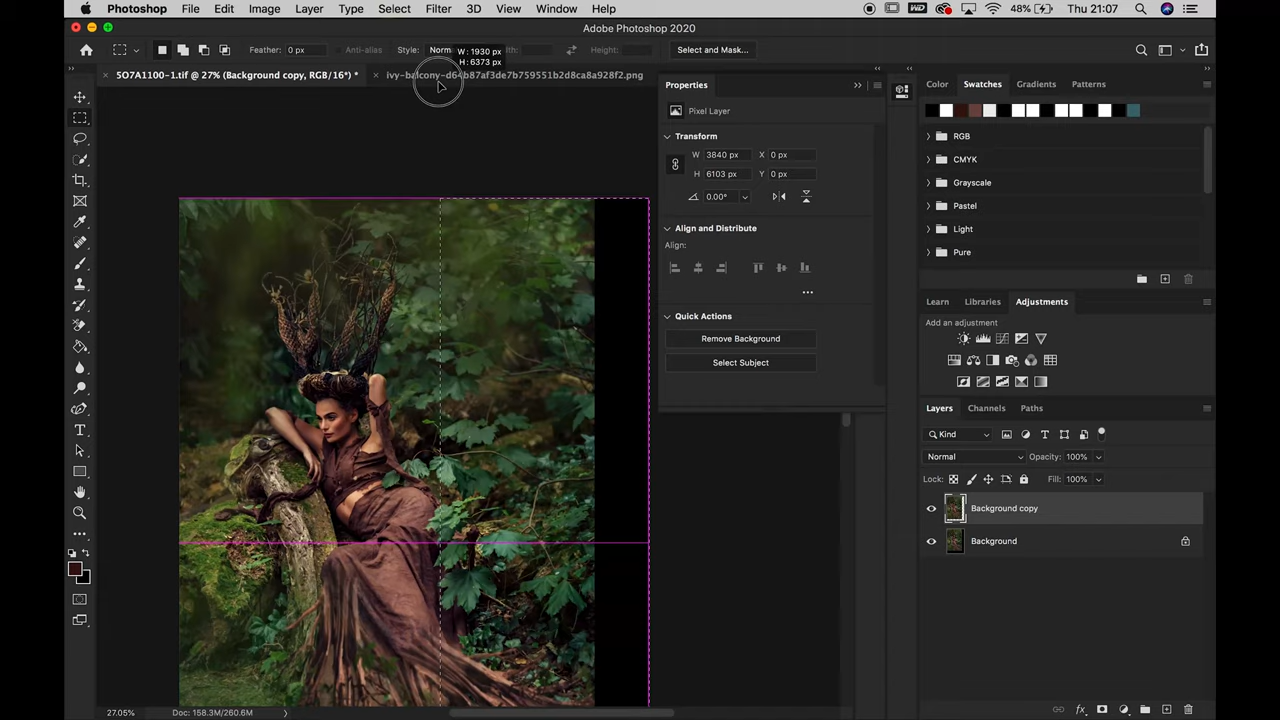 Photoshop File Edit Image Layer Type Select Filter 3D View Window Help 48% Thu 21:07
Adobe Photoshop 2020
Feather: 0 px Anti-alias Style: Norm Height: Select and Mask...
W: 1930 px
H: 6373 px
5O7A1100-1.tif @ 27% (Background copy, RGB/16*) *
Properties
Pixel Layer
Transform
W 3840 px X 0 px
H 6103 px Y 0 px
0.00°
Align and Distribute
Align:
Quick Actions
Remove Background
Select Subject
Color Swatches Gradients Patterns
RGB
CMYK
Grayscale
Pastel
Light
Pure
Learn Libraries Adjustments
Add an adjustment
Layers Channels Paths
Kind
Normal Opacity: 100%
Lock: Fill: 100%
Background copy
Background
27.05% Doc: 158.3M/260.6M